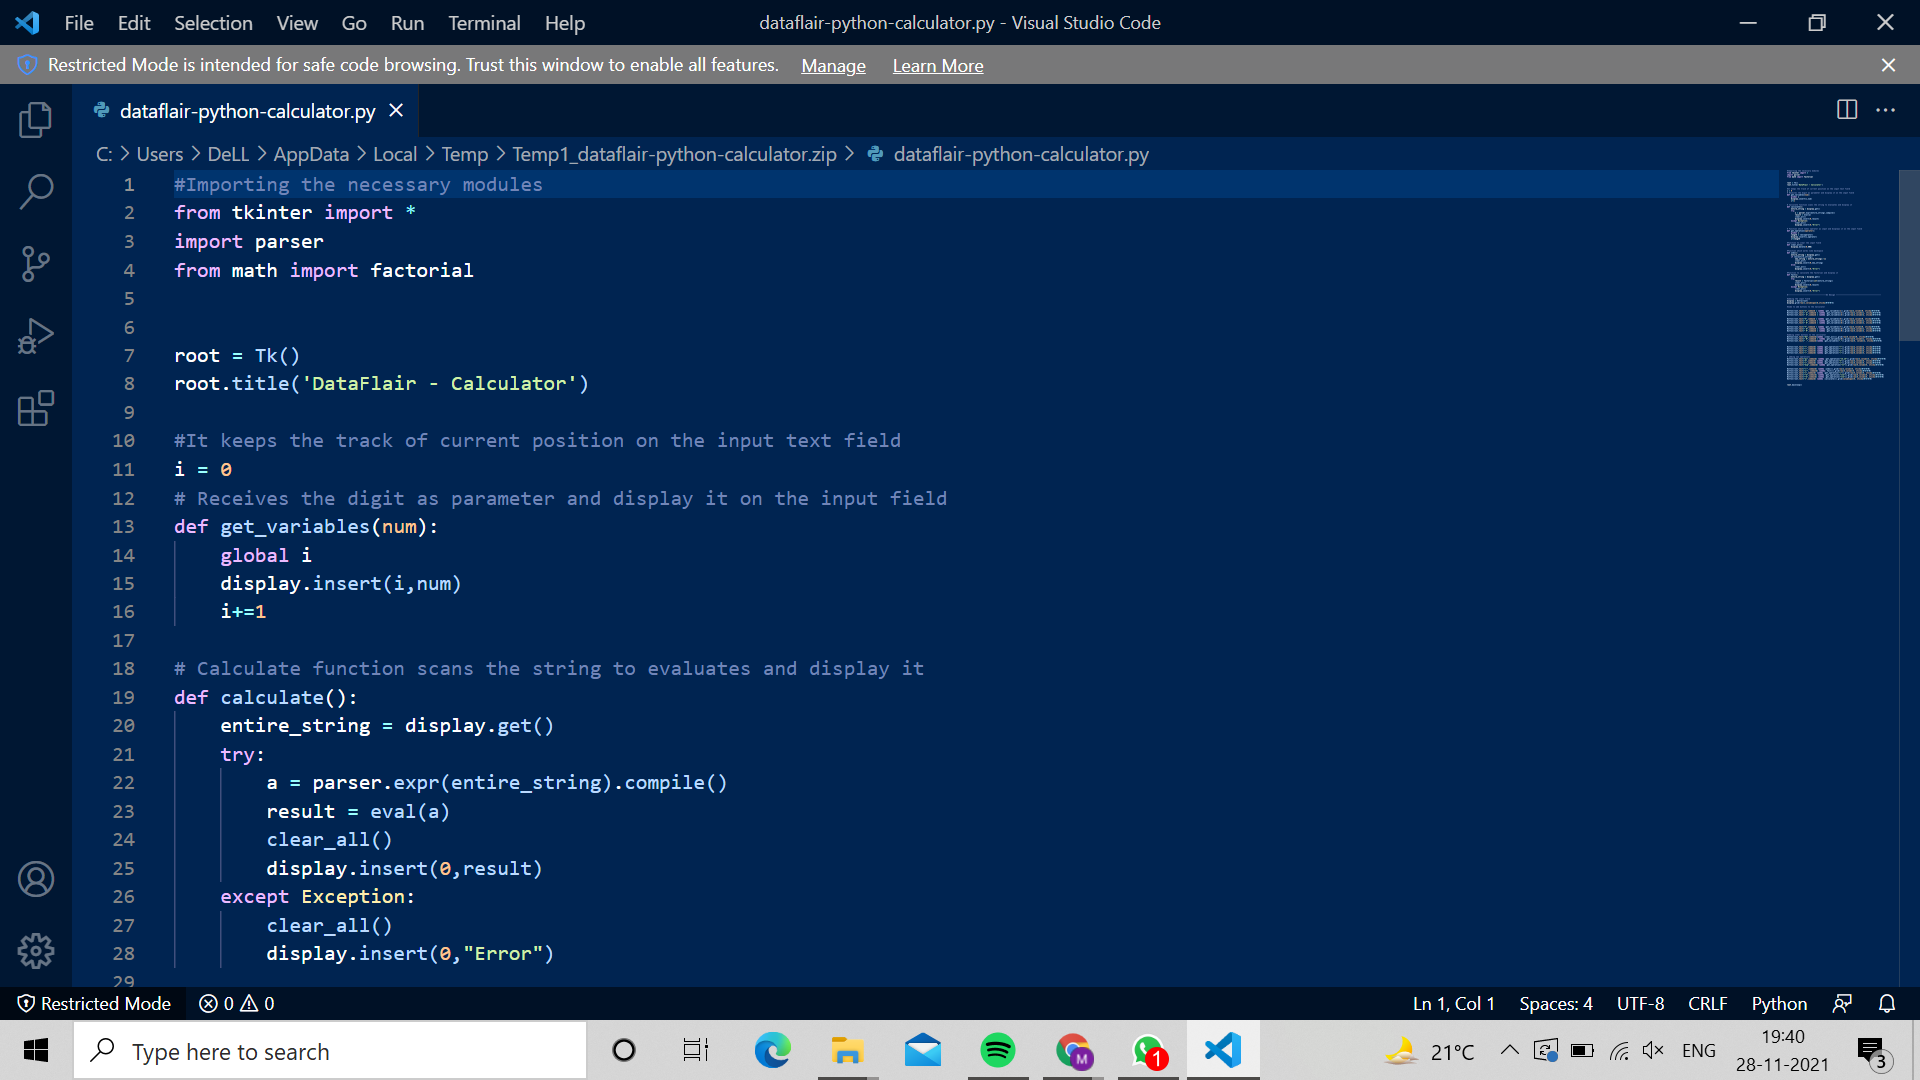 File Edit Selection View Go Run Terminal Help dataflair-python-calculator.py - Visual Studio Code
Restricted Mode is intended for safe code browsing. Trust this window to enable all features. Manage Learn More
dataflair-python-calculator.py
C: > Users > DeLL > AppData > Local > Temp > Temp1_dataflair-python-calculator.zip > dataflair-python-calculator.py
1 #Importing the necessary modules
2 from tkinter import *
3 import parser
4 from math import factorial
5
6
7 root = Tk()
8 root.title('DataFlair - Calculator')
9
10 #It keeps the track of current position on the input text field
11 i = 0
12 # Receives the digit as parameter and display it on the input field
13 def get_variables(num):
14     global i
15     display.insert(i,num)
16     i+=1
17
18 # Calculate function scans the string to evaluates and display it
19 def calculate():
20     entire_string = display.get()
21     try:
22         a = parser.expr(entire_string).compile()
23         result = eval(a)
24         clear_all()
25         display.insert(0,result)
26     except Exception:
27         clear_all()
28         display.insert(0,"Error")
29
Restricted Mode 0 0 Ln 1, Col 1 Spaces: 4 UTF-8 CRLF Python
Type here to search M 1 21°C ENG 19:40
28-11-2021 3